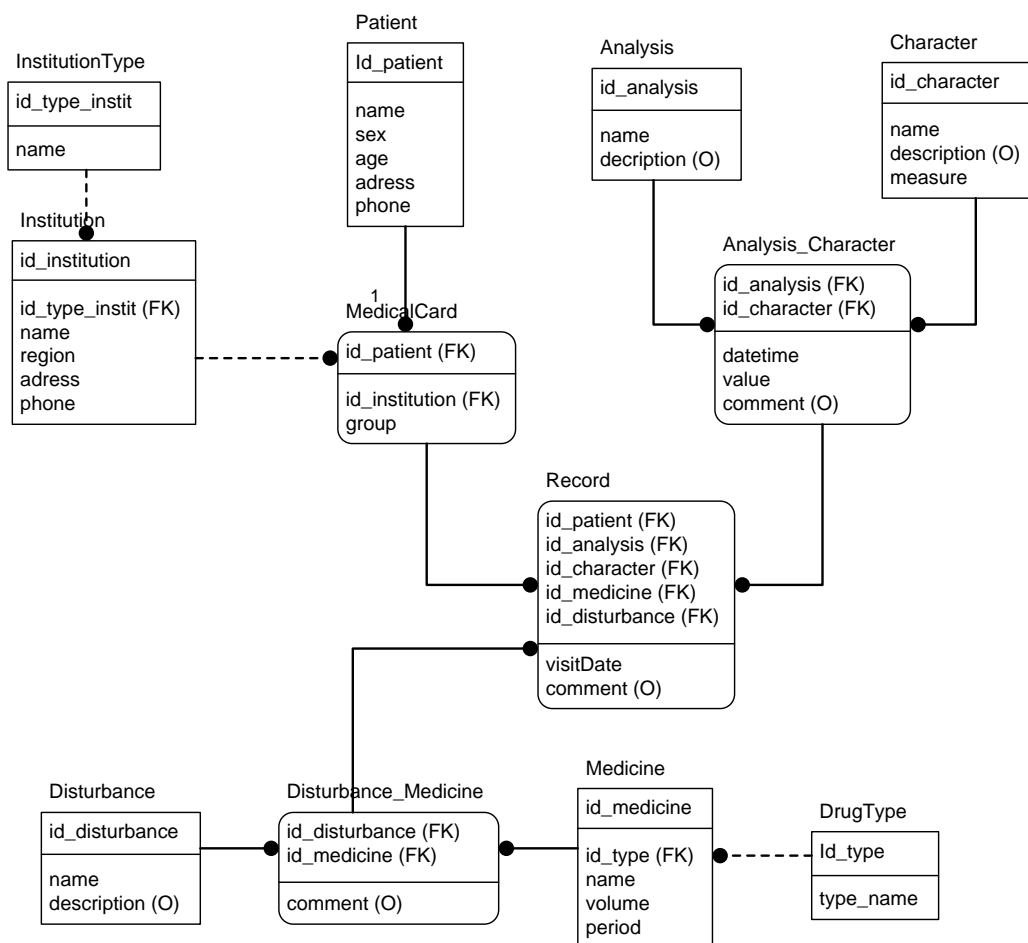 InstitutionType
id_type_instit
name
Patient
Id_patient
name
sex
age
adress
phone
Analysis
id_analysis
name
decription (O)
Character
id_character
name
description (O)
measure
Institution
id_institution
id_type_instit (FK)
name
region
adress
phone
1
MedicalCard
id_patient (FK)
id_institution (FK)
group
Analysis_Character
id_analysis (FK)
id_character (FK)
datetime
value
comment (O)
Record
id_patient (FK)
id_analysis (FK)
id_character (FK)
id_medicine (FK)
id_disturbance (FK)
visitDate
comment (O)
Disturbance
id_disturbance
name
description (O)
Disturbance_Medicine
id_disturbance (FK)
id_medicine (FK)
comment (O)
Medicine
id_medicine
id_type (FK)
name
volume
period
DrugType
Id_type
type_name